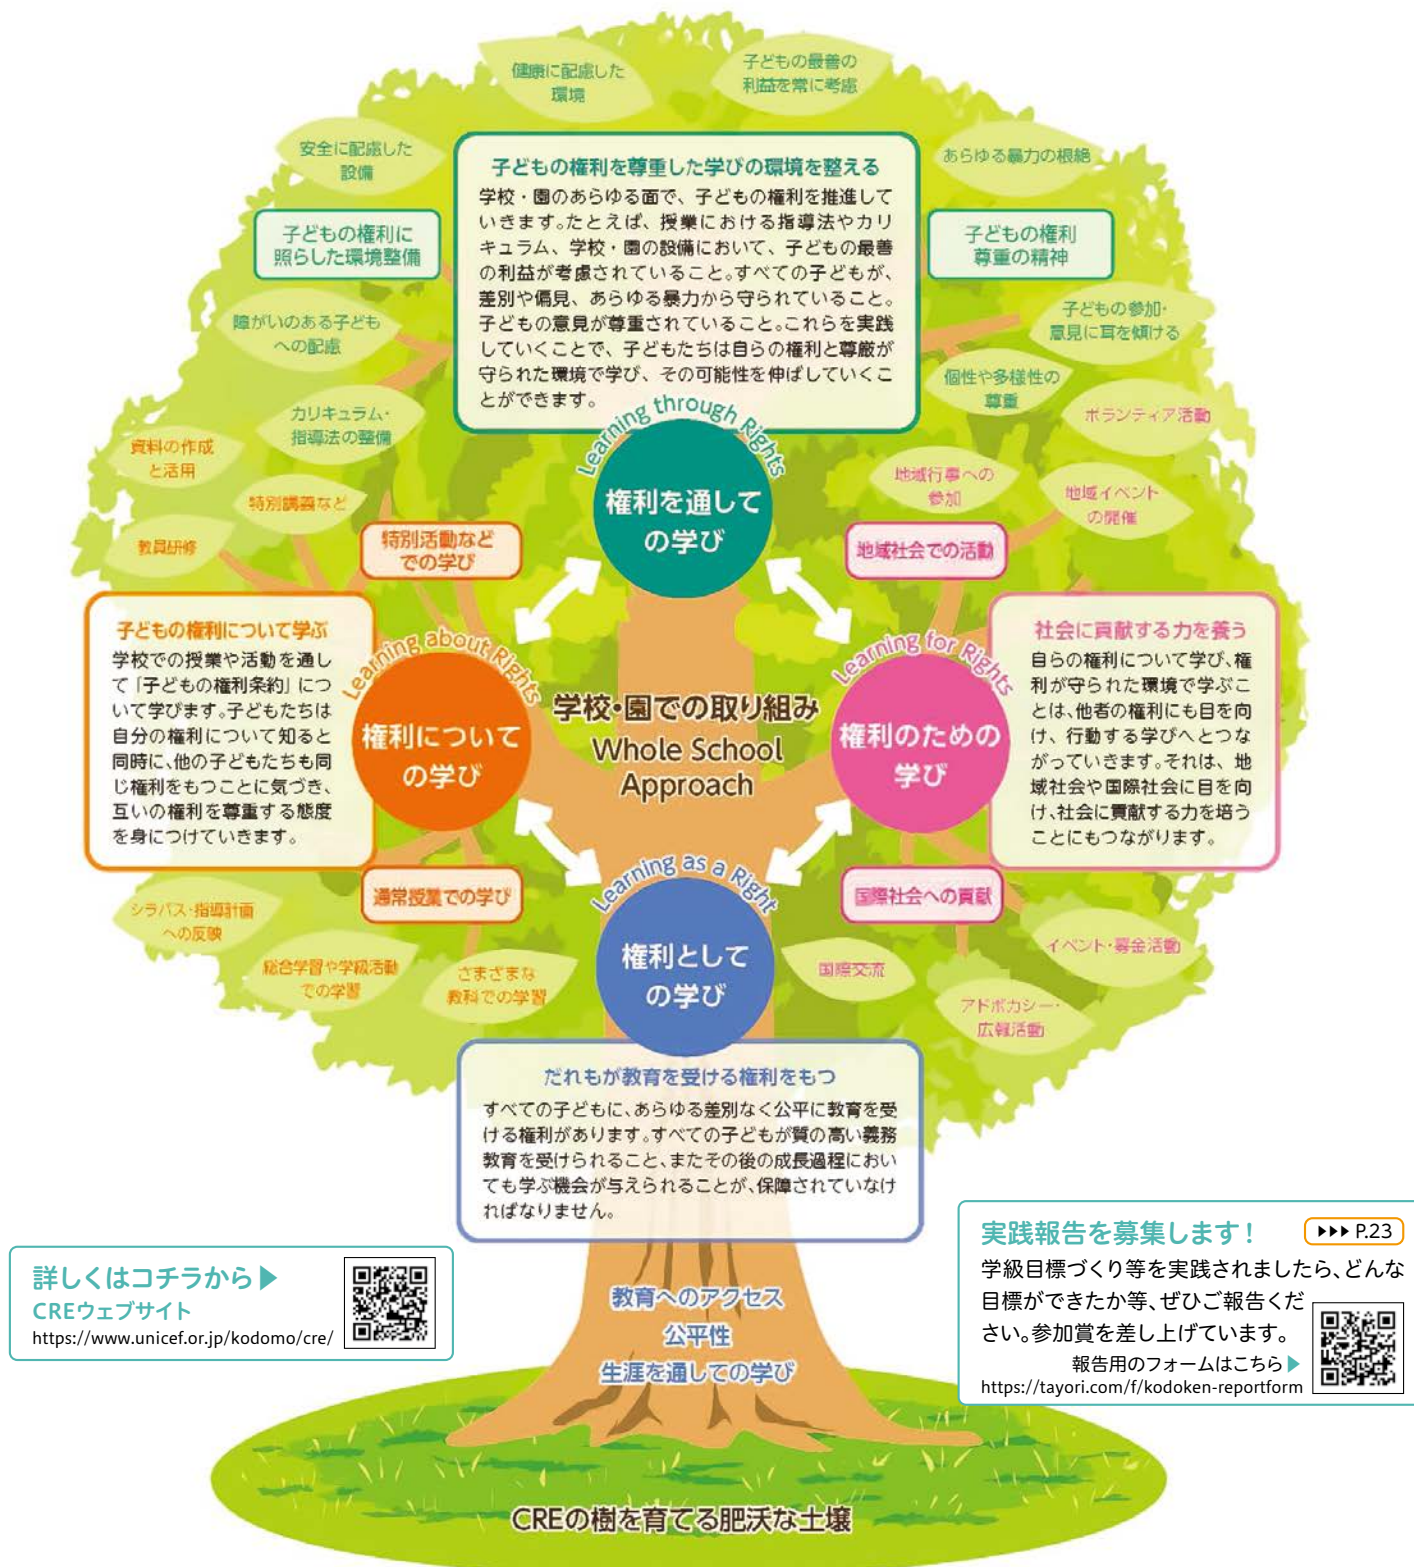 健康に配慮した
環境
子どもの最善の
利益を常に考慮
安全に配慮した
設備
あらゆる暴力の根絶
子どもの権利に
照らした環境整備
子どもの権利
尊重の精神
障がいのある子ども
への配慮
子どもの参加・
意見に耳を傾ける
カリキュラム・
指導法の整備
個性や多様性の
尊重
子どもの権利を尊重した学びの環境を整える
学校・園のあらゆる面で、子どもの権利を推進して
いきます。たとえば、授業における指導法やカリ
キュラム、学校・園の設備において、子どもの最善
の利益が考慮されていること。すべての子どもが、
差別や偏見、あらゆる暴力から守られていること。
子どもの意見が尊重されていること。これらを実践
していくことで、子どもたちは自らの権利と尊厳が
守られた環境で学び、その可能性を伸ばしていくこ
とができます。
Learning through Rights
権利を通して
の学び
資料の作成
と活用
特別講義など
教員研修
特別活動など
での学び
ボランティア活動
地域行事への
参加
地域イベント
の開催
地域社会での活動
子どもの権利について学ぶ
学校での授業や活動を通し
て「子どもの権利条約」につ
いて学びます。子どもたちは
自分の権利について知ると
同時に、他の子どもたちも同
じ権利をもつことに気づき、
互いの権利を尊重する態度
を身につけていきます。
Learning about Rights
権利について
の学び
学校・園での取り組み
Whole School
Approach
Learning for Rights
権利のための
学び
社会に貢献する力を養う
自らの権利について学び、権
利が守られた環境で学ぶこ
とは、他者の権利にも目を向
け、行動する学びへとつな
がっていきます。それは、地
域社会や国際社会に目を向
け、社会に貢献する力を培う
ことにもつながります。
通常授業での学び
シラバス・指導計画
への反映
総合学習や学級活動
での学習
さまざまな
教科での学習
国際社会への貢献
国際交流
イベント・募金活動
アドボカシー・
広報活動
Learning as a Right
権利として
の学び
だれもが教育を受ける権利をもつ
すべての子どもに、あらゆる差別なく公平に教育を受
ける権利があります。すべての子どもが質の高い義務
教育を受けられること、またその後の成長過程におい
ても学ぶ機会が与えられることが、保障されていなけ
ればなりません。
教育へのアクセス
公平性
生涯を通しての学び
詳しくはコチラから▶
CREウェブサイト
https://www.unicef.or.jp/kodomo/cre/
実践報告を募集します！
▶▶▶ P.23
学級目標づくり等を実践されましたら、どんな
目標ができたか等、ぜひご報告くだ
さい。参加賞を差し上げています。
報告用のフォームはこちら▶
https://tayori.com/f/kodoken-reportform
CREの樹を育てる肥沃な土壌